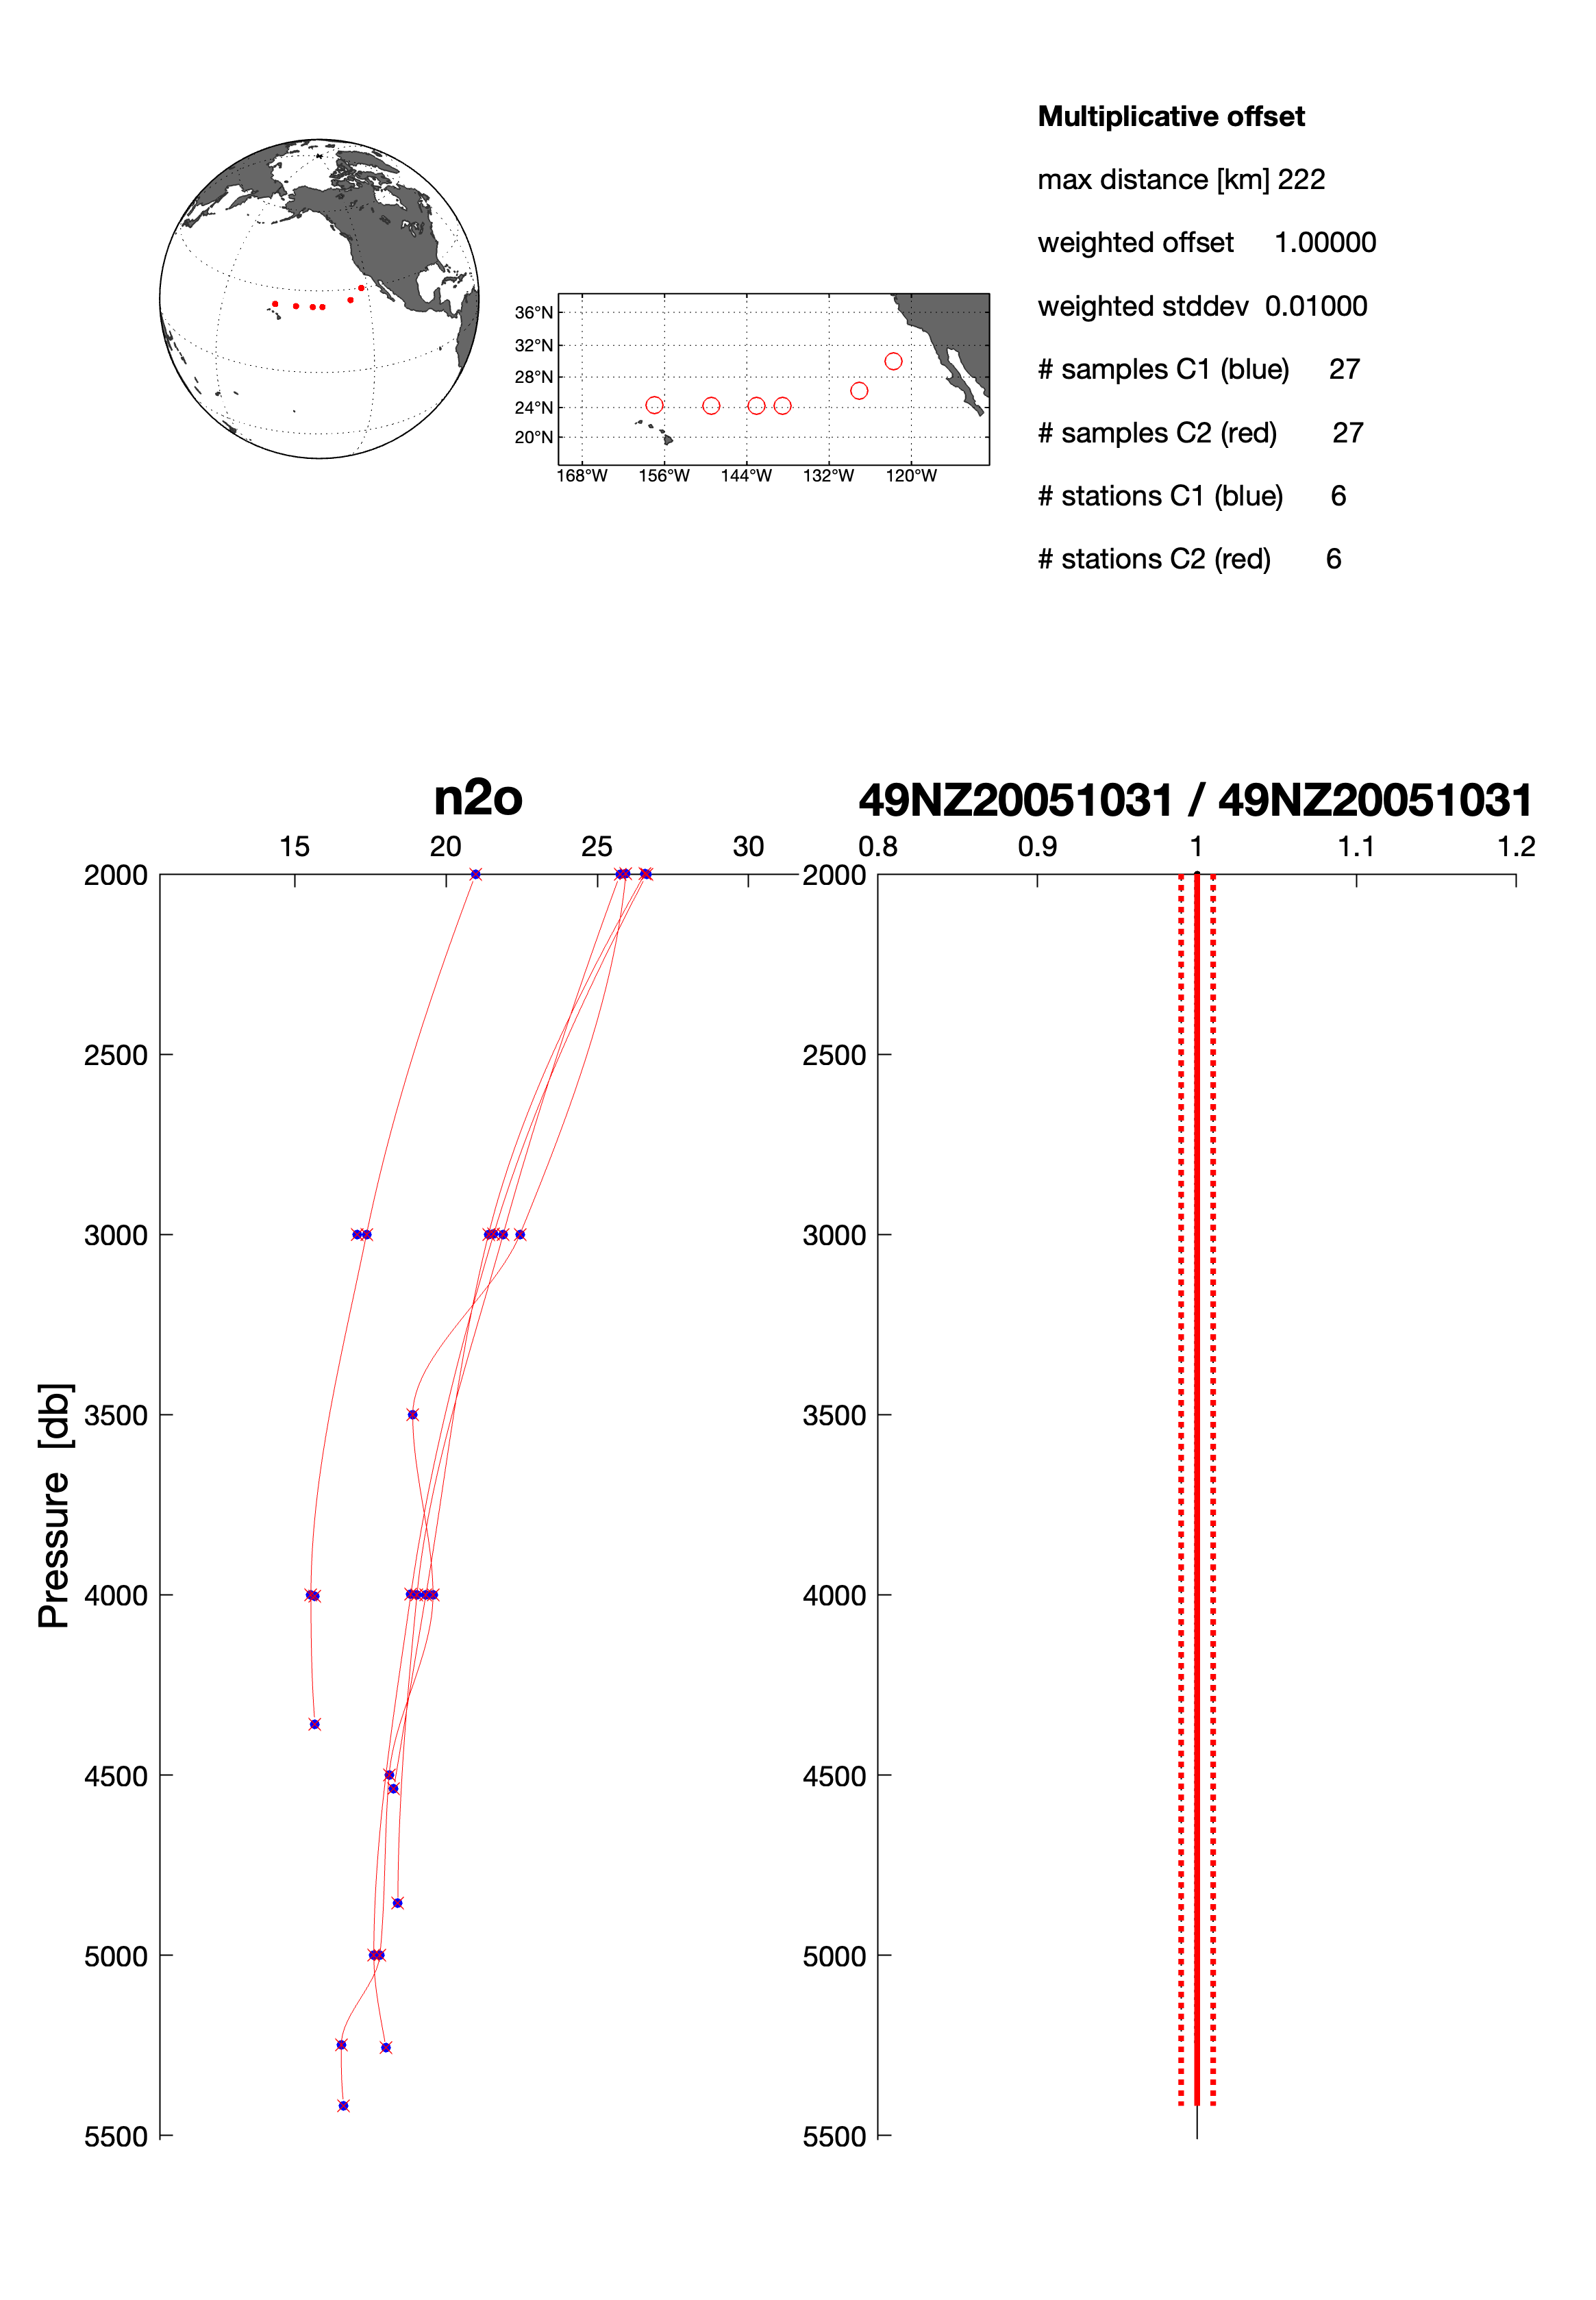 Multiplicative offset
max distance [km] 222
weighted offset 1.00000
weighted stddev 0.01000
# samples C1 (blue) 27
# samples C2 (red) 27
# stations C1 (blue) 6
# stations C2 (red) 6
36°N
32°N
28°N
24°N
20°N
168°W 156°W 144°W 132°W 120°W
n2o
15 20 25 30
2000
2500
3000
3500
4000
4500
5000
5500
Pressure [db]
49NZ20051031 / 49NZ20051031
0.8 0.9 1 1.1 1.2
2000
2500
3000
3500
4000
4500
5000
5500